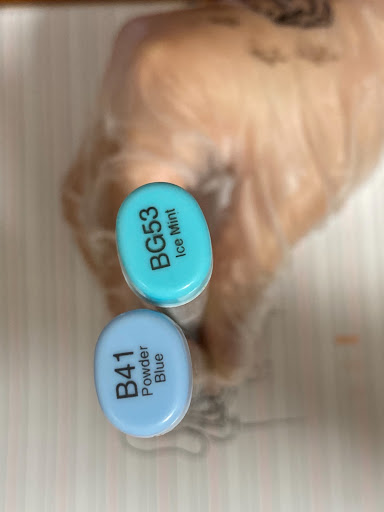 BG53
Ice Mint
B41
Powder
Blue